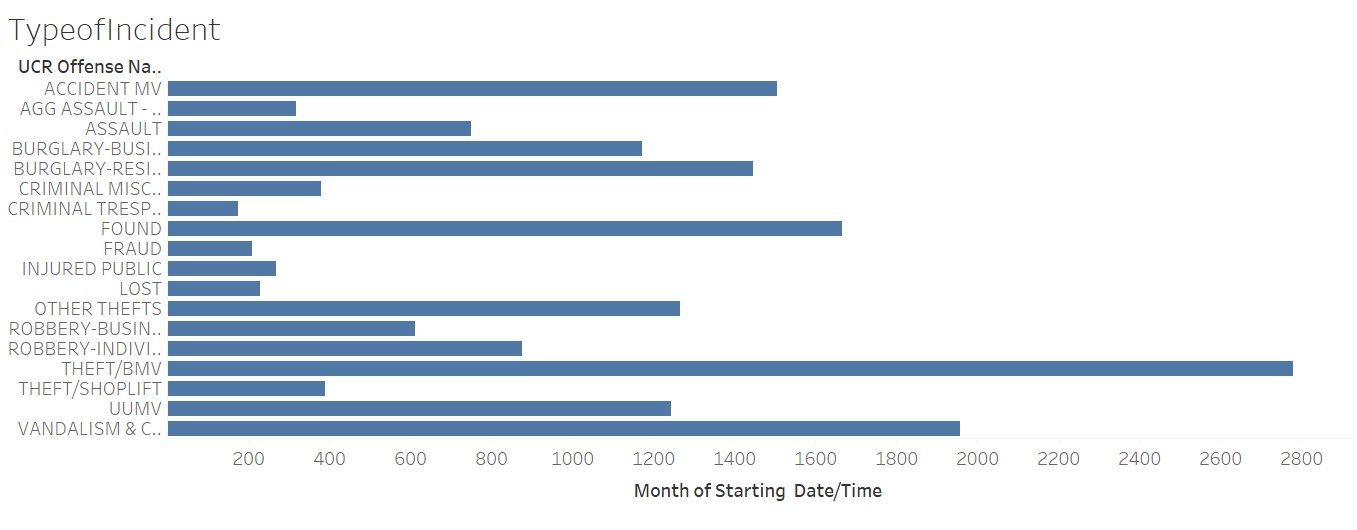 TypeofIncident
UCR Offense Na..
ACCIDENT MV
AGG ASSAULT - ..
ASSAULT
BURGLARY-BUSI..
BURGLARY-RESI..
CRIMINAL MISC..
CRIMINAL TRESP..
FOUND
FRAUD
INJURED PUBLIC
LOST
OTHER THEFTS
ROBBERY-BUSIN..
ROBBERY-INDIVI..
THEFT/BMV
THEFT/SHOPLIFT
UUMV
VANDALISM & C..
200 400 600 800 1000 1200 1400 1600 1800 2000 2200 2400 2600 2800
Month of Starting  Date/Time